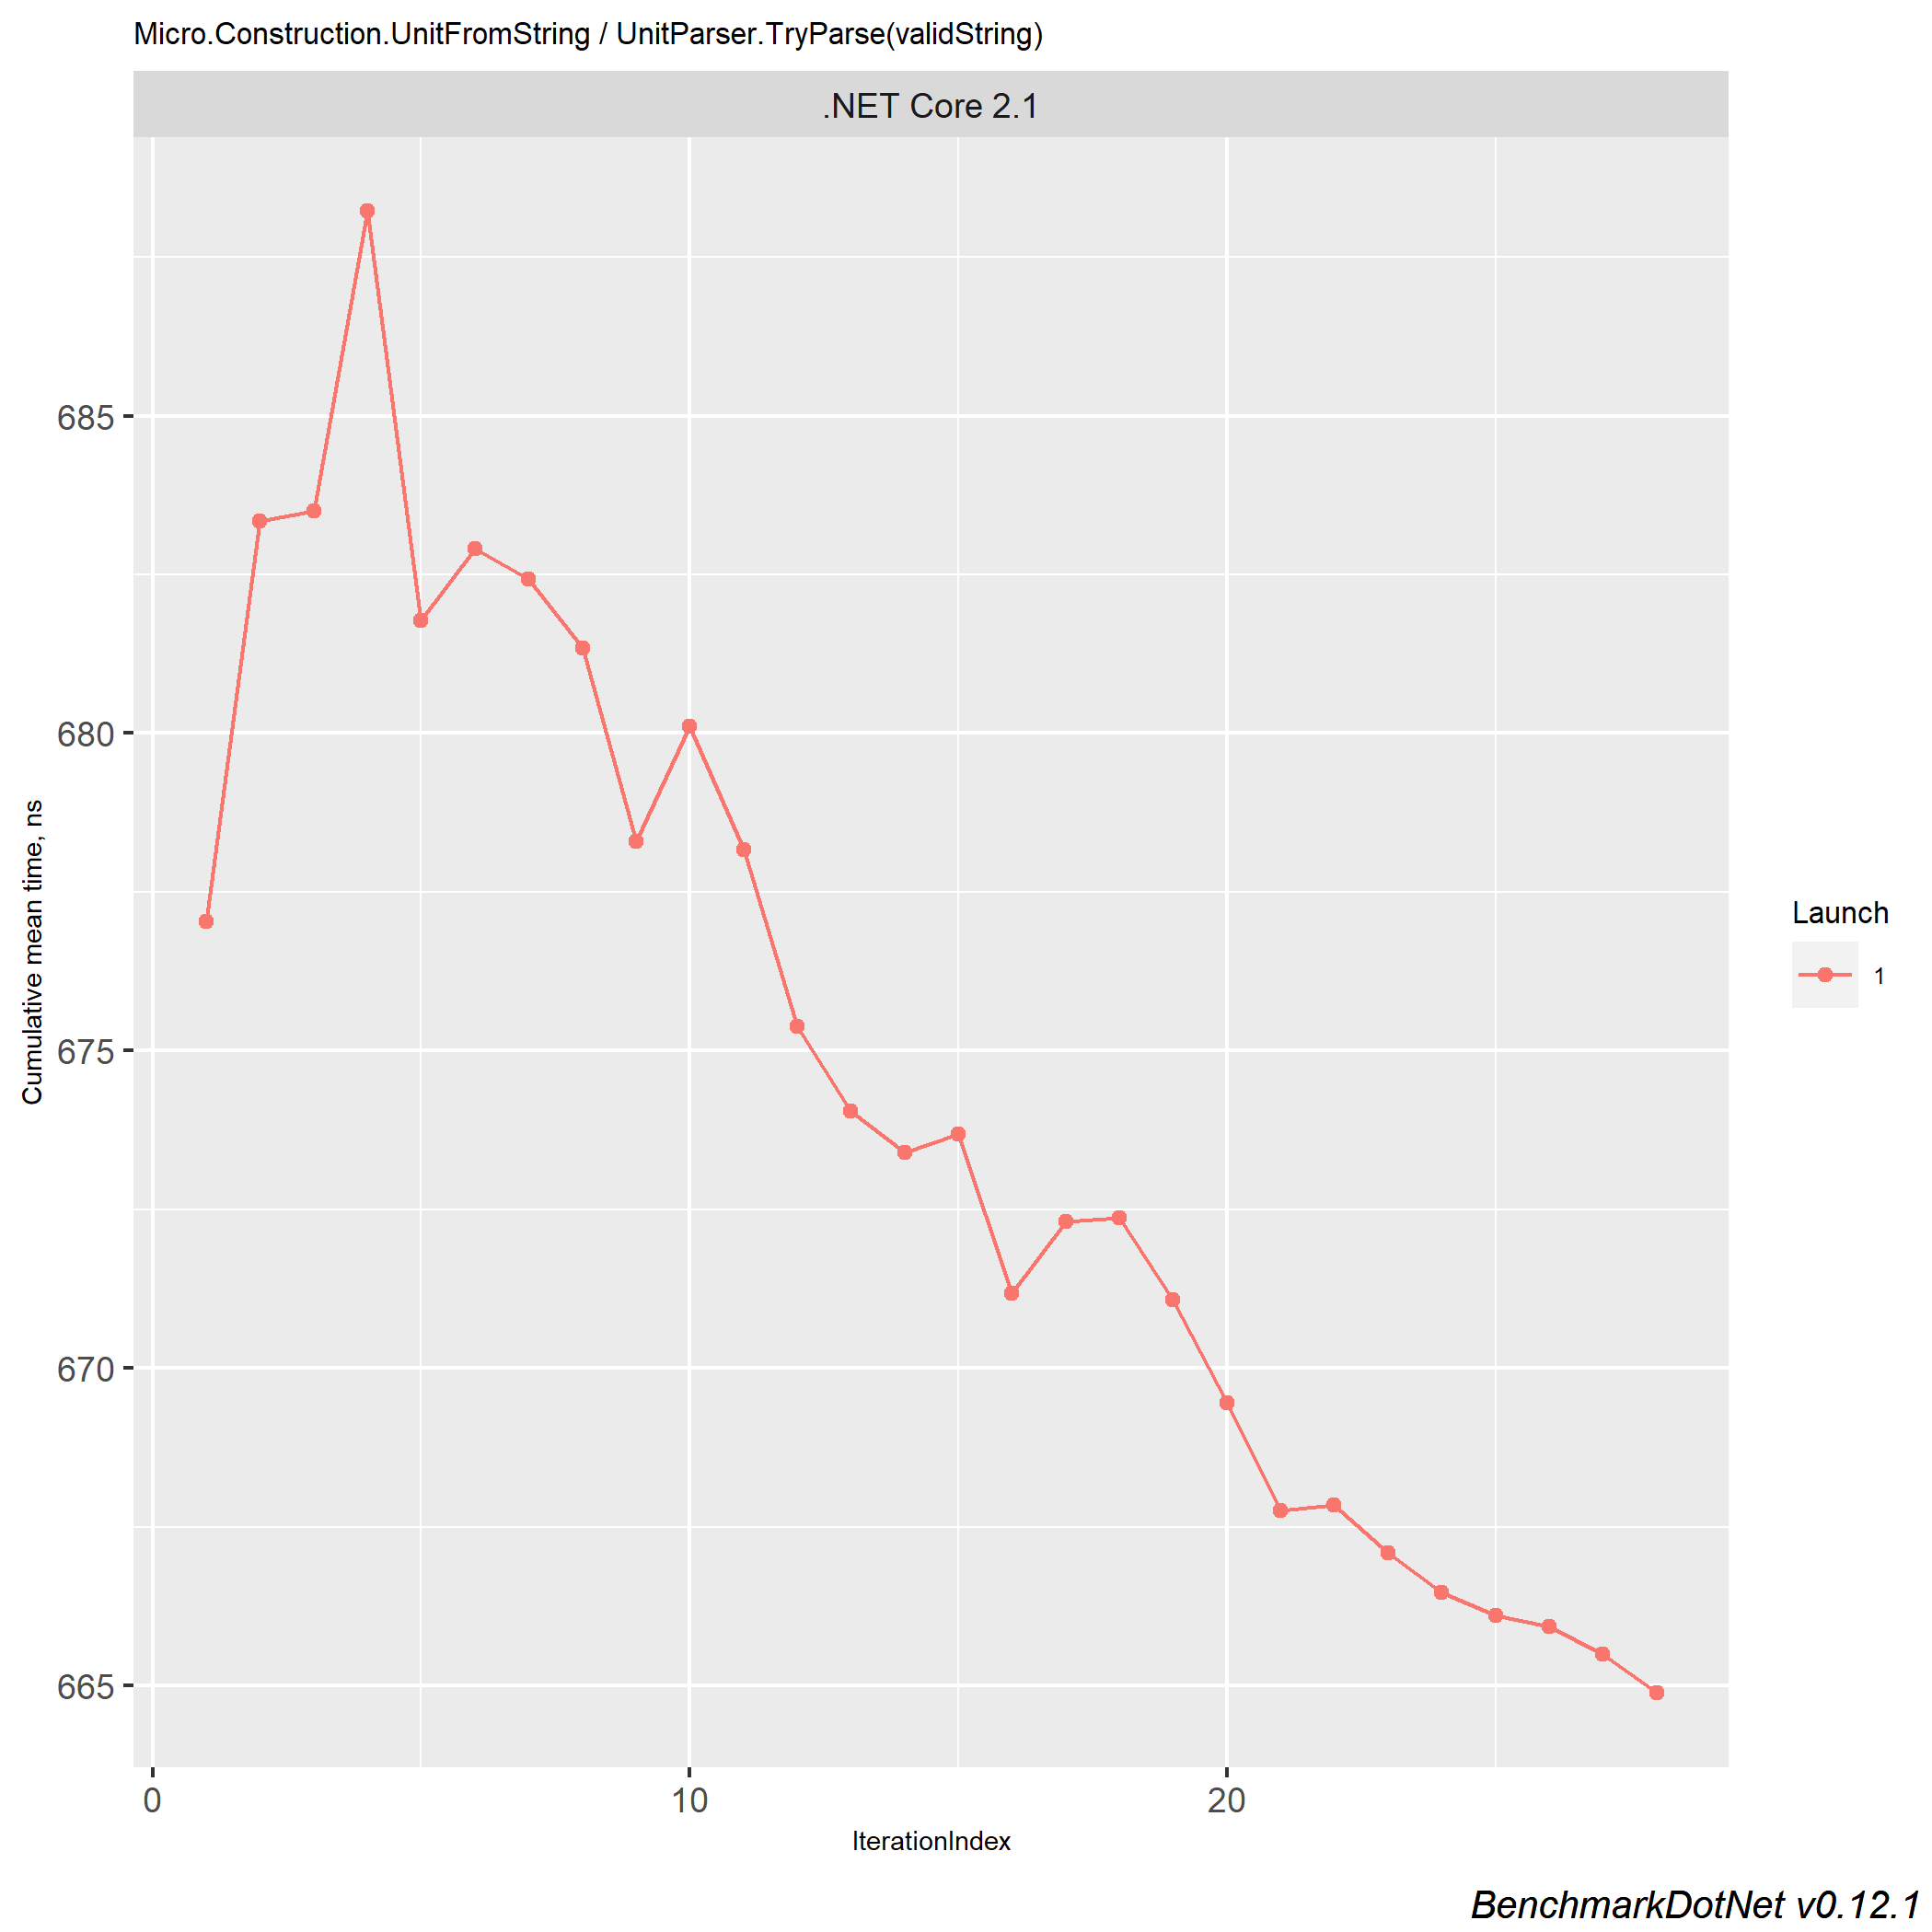 Micro.Construction.UnitFromString / UnitParser.TryParse(validString)
.NET Core 2.1
Cumulative mean time, ns
685
680
675
670
665
0 10 20
IterationIndex
Launch
1
BenchmarkDotNet v0.12.1